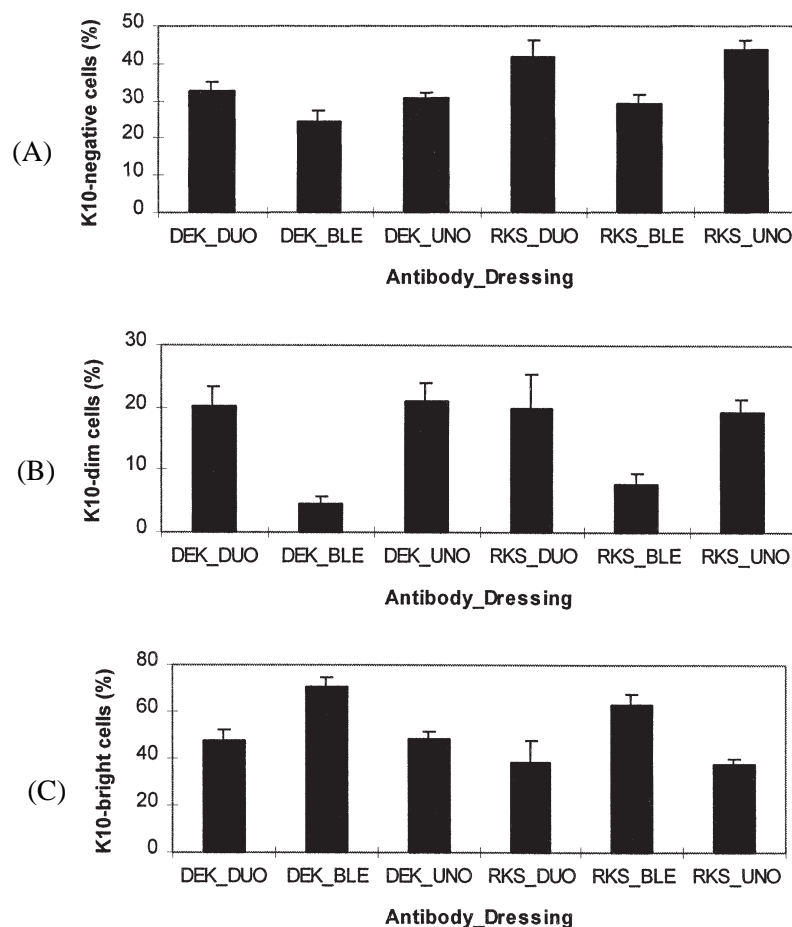 (A)
K10-negative cells (%)
50
40
30
20
10
0
DEK_DUO DEK_BLE DEK_UNO RKS_DUO RKS_BLE RKS_UNO
Antibody_Dressing
(B)
K10-dim cells (%)
30
20
10
0
DEK_DUO DEK_BLE DEK_UNO RKS_DUO RKS_BLE RKS_UNO
Antibody_Dressing
(C)
K10-bright cells (%)
80
60
40
20
0
DEK_DUO DEK_BLE DEK_UNO RKS_DUO RKS_BLE RKS_UNO
Antibody_Dressing